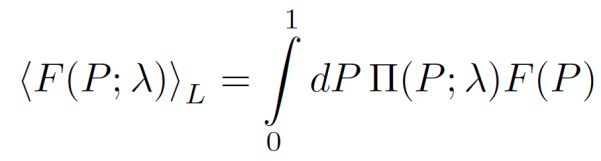 ⟨F(P; λ)⟩_L = ∫_0^1 dP Π(P; λ)F(P)